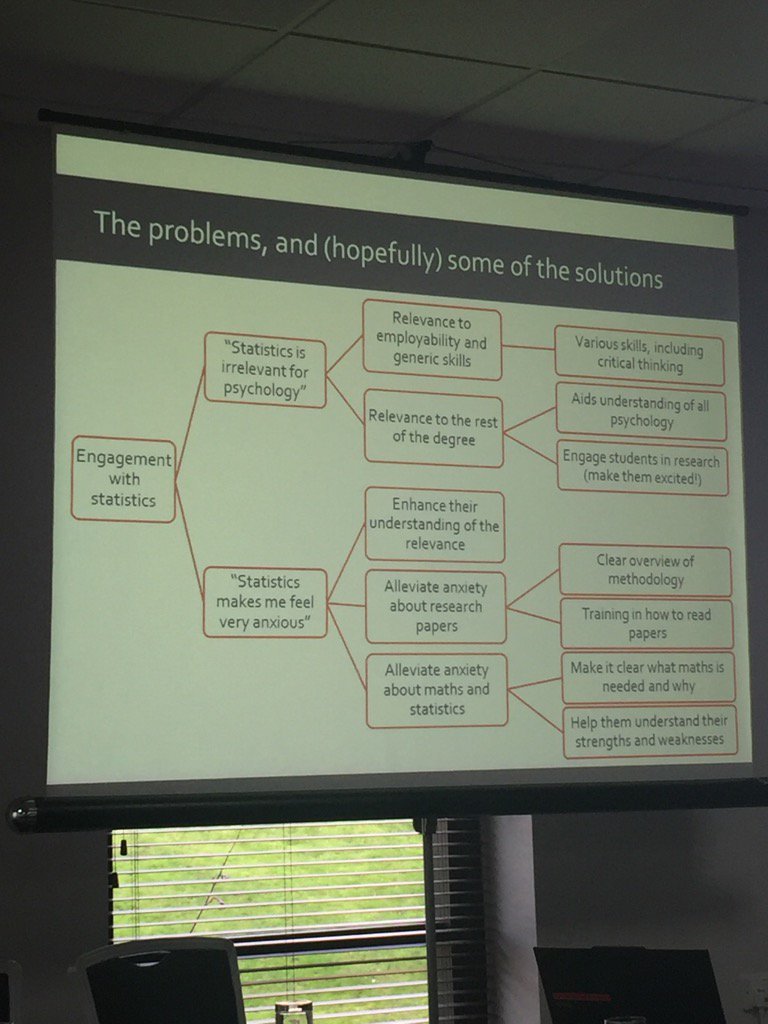 The problems, and (hopefully) some of the solutions
Engagement
with
statistics
“Statistics is
irrelevant for
psychology”
Relevance to
employability and
generic skills
Various skills, including
critical thinking
Relevance to the rest
of the degree
Aids understanding of all
psychology
Engage students in research
(make them excited!)
“Statistics
makes me feel
very anxious”
Enhance their
understanding of the
relevance
Alleviate anxiety
about research
papers
Clear overview of
methodology
Training in how to read
papers
Alleviate anxiety
about maths and
statistics
Make it clear what maths is
needed and why
Help them understand their
strengths and weaknesses